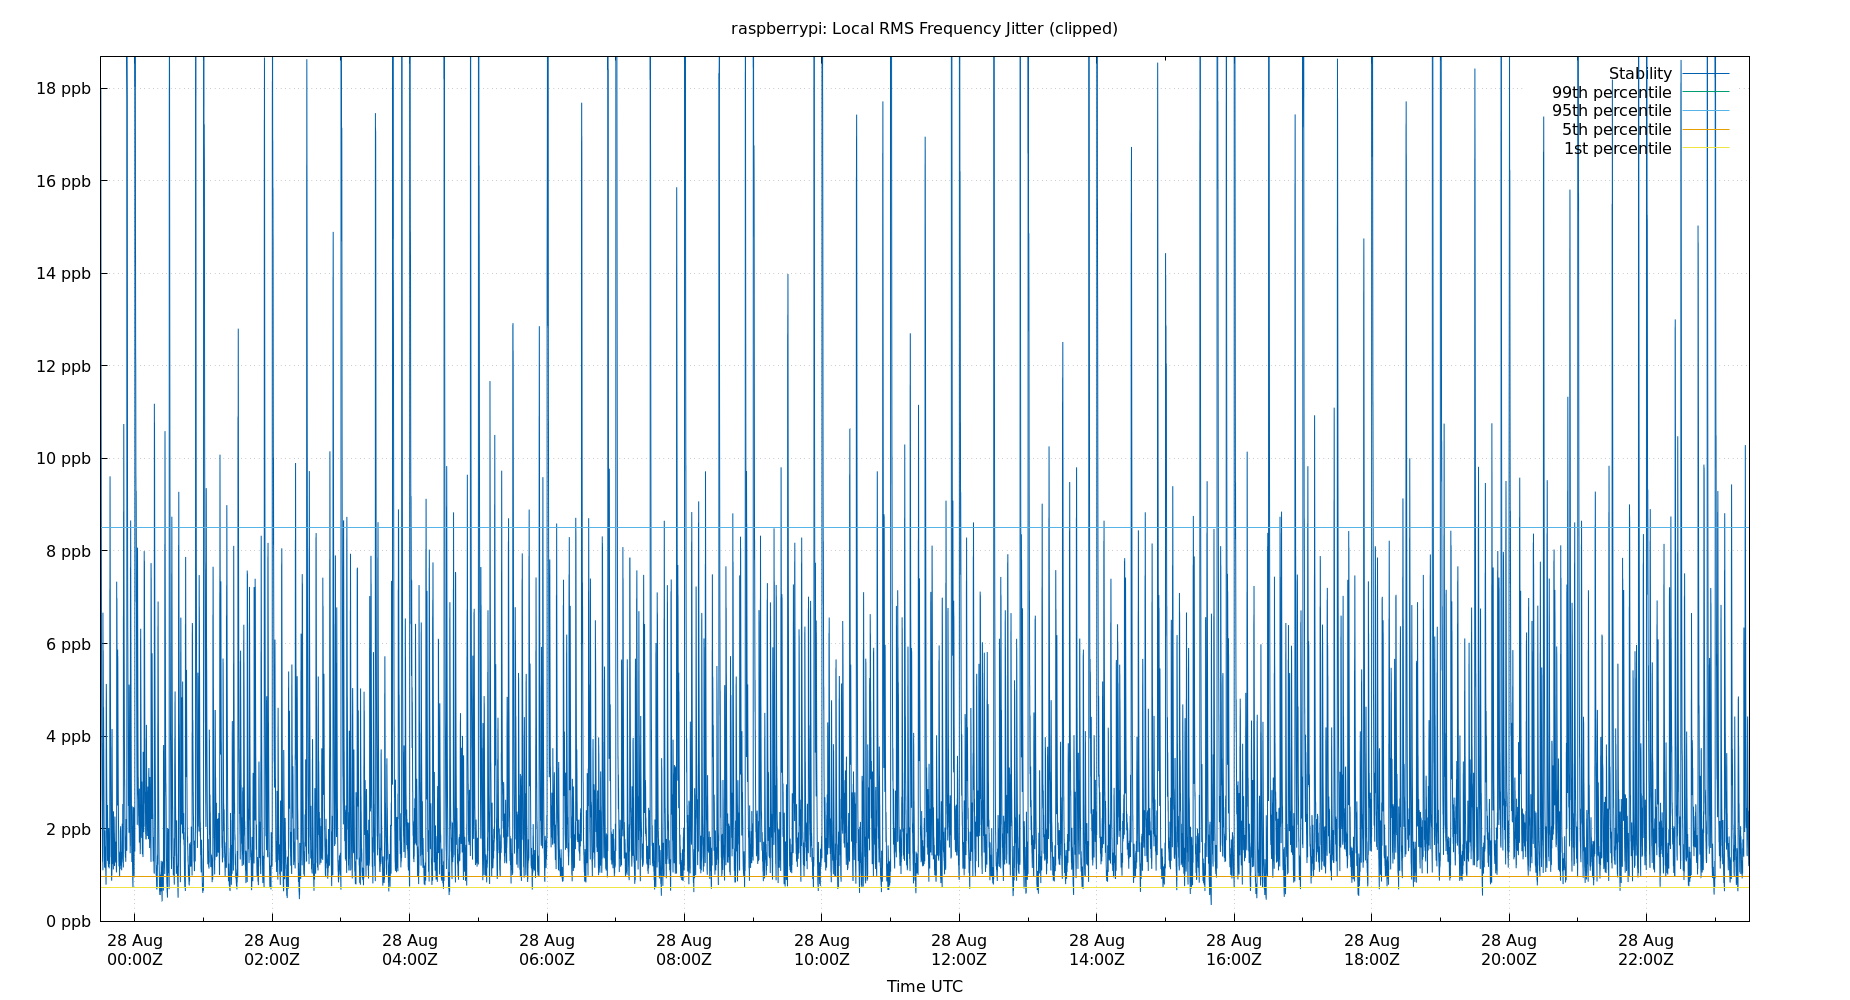 raspberrypi: Local RMS Frequency Jitter (clipped)
18 ppb
16 ppb
14 ppb
12 ppb
10 ppb
8 ppb
6 ppb
4 ppb
2 ppb
0 ppb
Stability
99th percentile
95th percentile
5th percentile
1st percentile
28 Aug 28 Aug 28 Aug 28 Aug 28 Aug 28 Aug 28 Aug 28 Aug 28 Aug 28 Aug 28 Aug 28 Aug
00:00Z 02:00Z 04:00Z 06:00Z 08:00Z 10:00Z 12:00Z 14:00Z 16:00Z 18:00Z 20:00Z 22:00Z
Time UTC